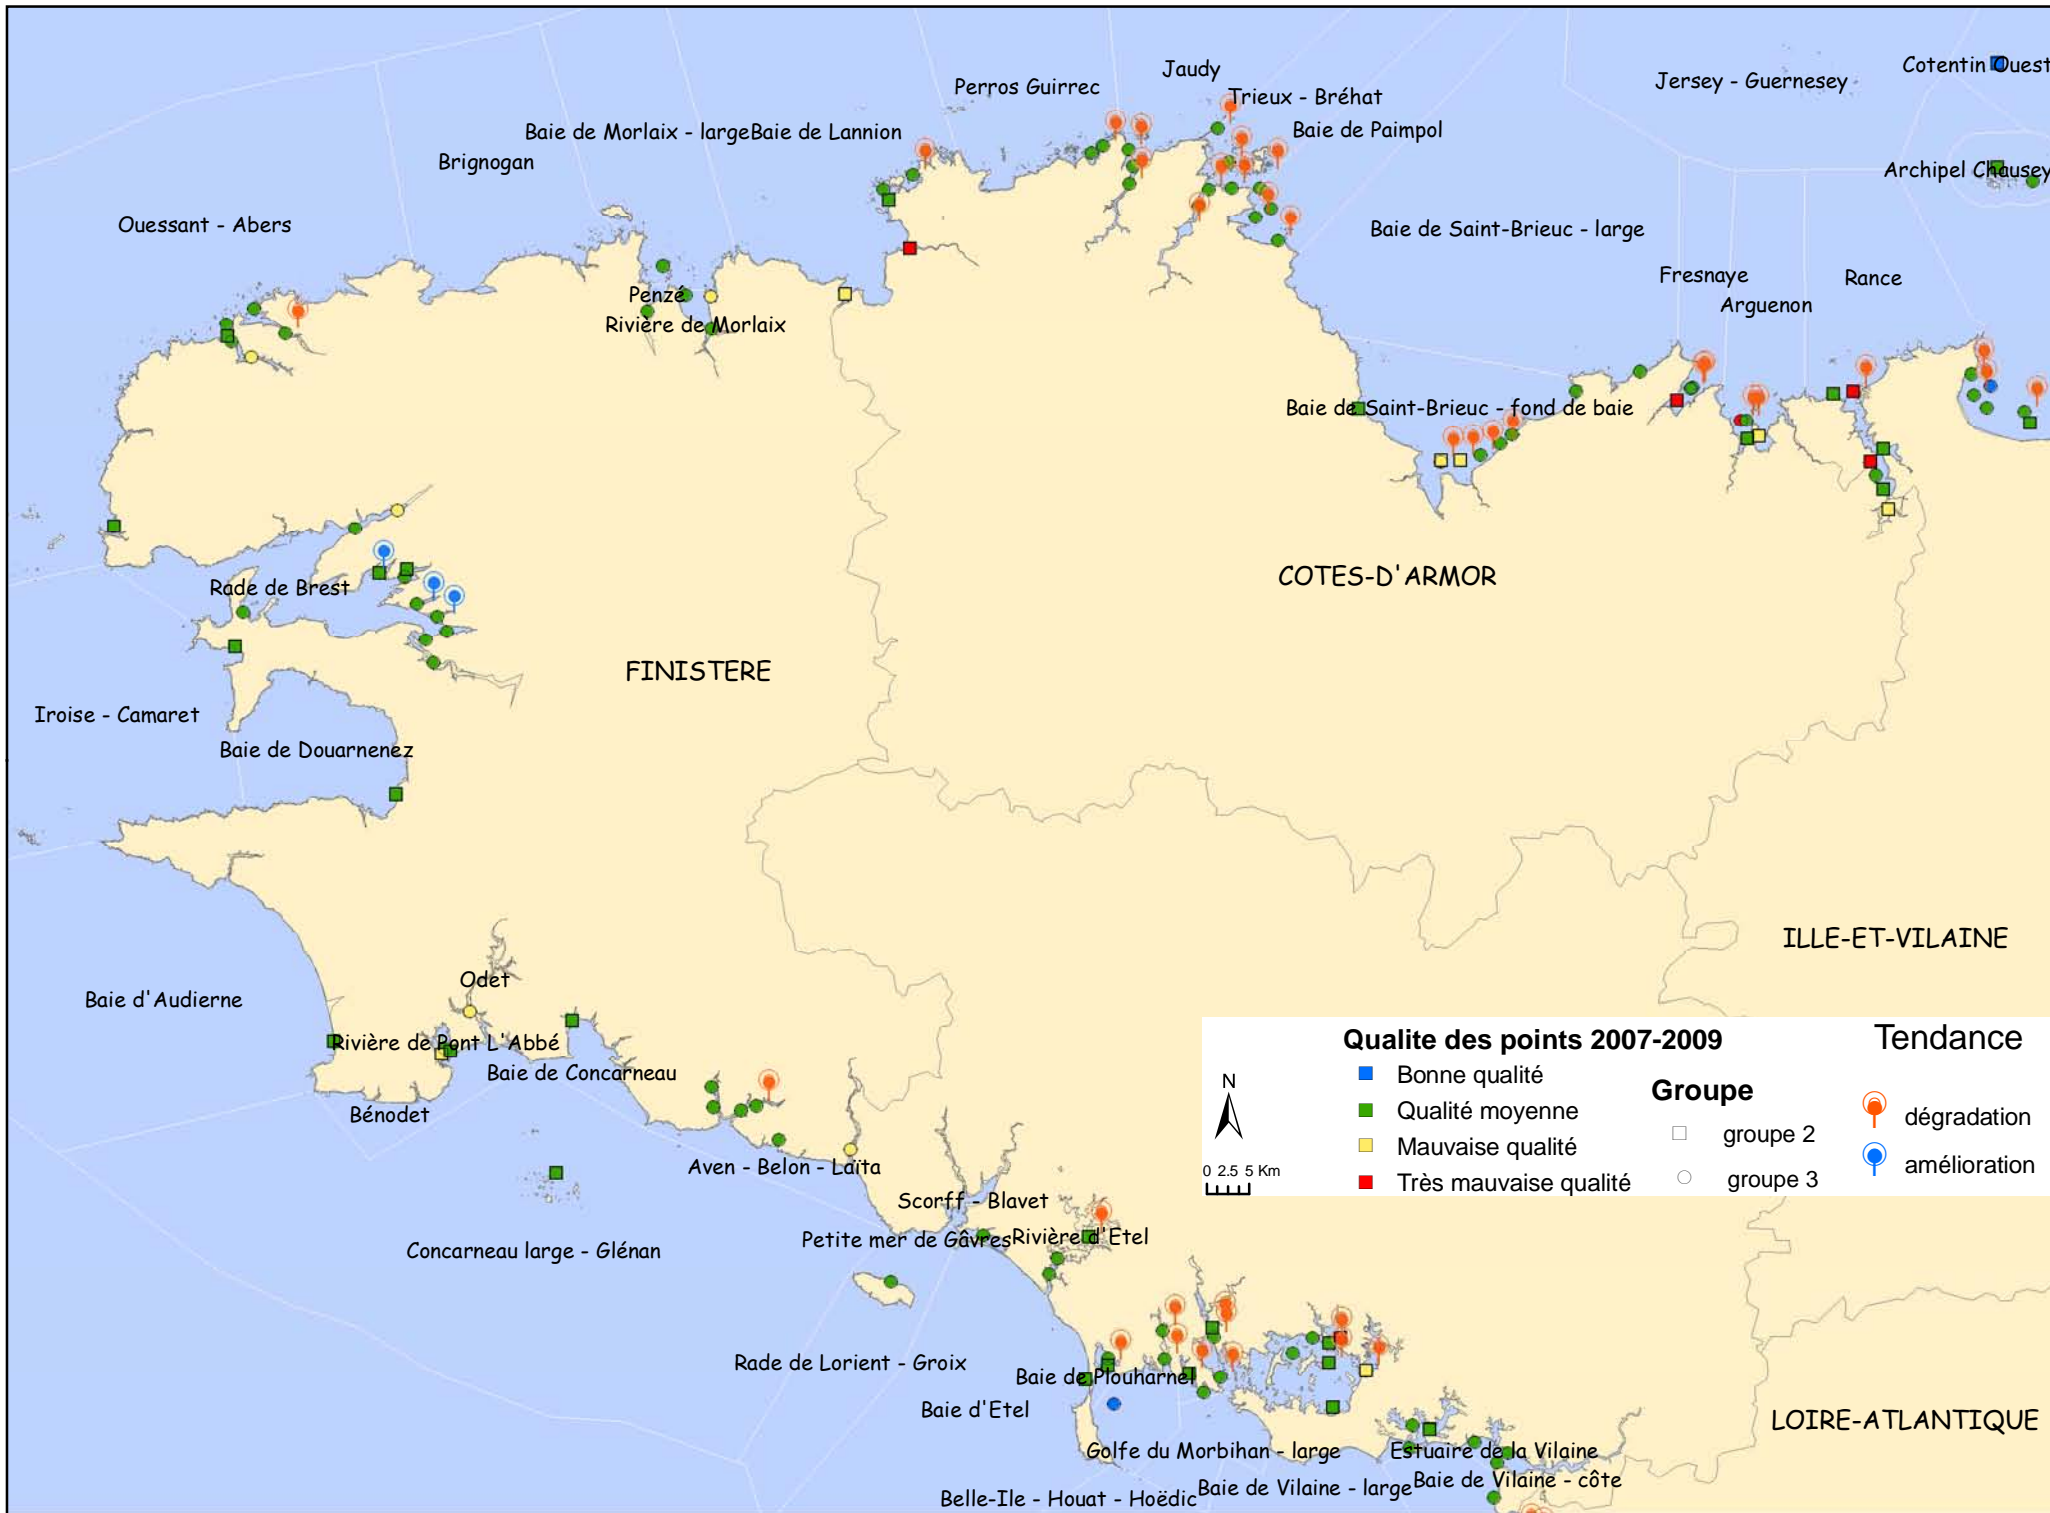 Cotentin Ouest
Jaudy
Jersey - Guernesey
Perros Guirrec
Trieux - Bréhat
Baie de Morlaix - large
Baie de Lannion
Baie de Paimpol
Brignogan
Archipel Chausey
Ouessant - Abers
Baie de Saint-Brieuc - large
Fresnaye
Rance
Penzé
Arguenon
Rivière de Morlaix
Baie de Saint-Brieuc - fond de baie
COTES-D'ARMOR
Rade de Brest
FINISTERE
Iroise - Camaret
Baie de Douarnenez
ILLE-ET-VILAINE
Odet
Baie d'Audierne
Rivière de Pont L'Abbé
Baie de Concarneau
Bénodet
Aven - Belon - Laïta
Scorff - Blavet
Petite mer de Gâvres
Rivière d'Etel
Concarneau large - Glénan
Rade de Lorient - Groix
Baie de Plouharnel
Baie d'Etel
LOIRE-ATLANTIQUE
Golfe du Morbihan - large
Estuaire de la Vilaine
Baie de Vilaine - côte
Baie de Vilaine - large
Belle-Ile - Houat - Hoëdic
Qualite des points 2007-2009
Bonne qualité
Qualité moyenne
Mauvaise qualité
Très mauvaise qualité
Groupe
groupe 2
groupe 3
Tendance
dégradation
amélioration
N
0 2.5 5 Km